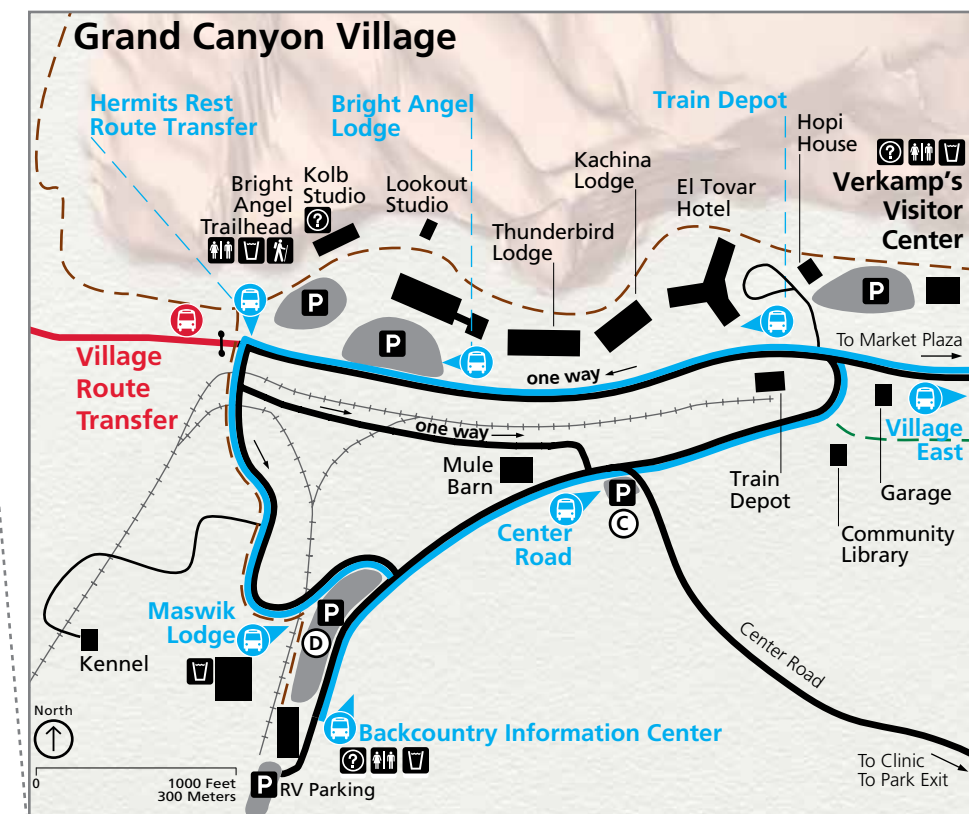 Grand Canyon Village
Hermits Rest
Route Transfer
Bright Angel
Lodge
Train Depot
Hopi
House
?
Verkamp's
Visitor
Center
Kachina
Lodge
El Tovar
Hotel
Bright
Angel
Trailhead
Kolb
Studio
?
Lookout
Studio
Thunderbird
Lodge
P
P
P
To Market Plaza
Village
Route
Transfer
one way
one way
Village
East
Mule
Barn
Train
Depot
Garage
P
C
Center
Road
Community
Library
Maswik
Lodge
P
D
Kennel
Center Road
North
Backcountry Information Center
?
0
1000 Feet
300 Meters
P
RV Parking
To Clinic
To Park Exit